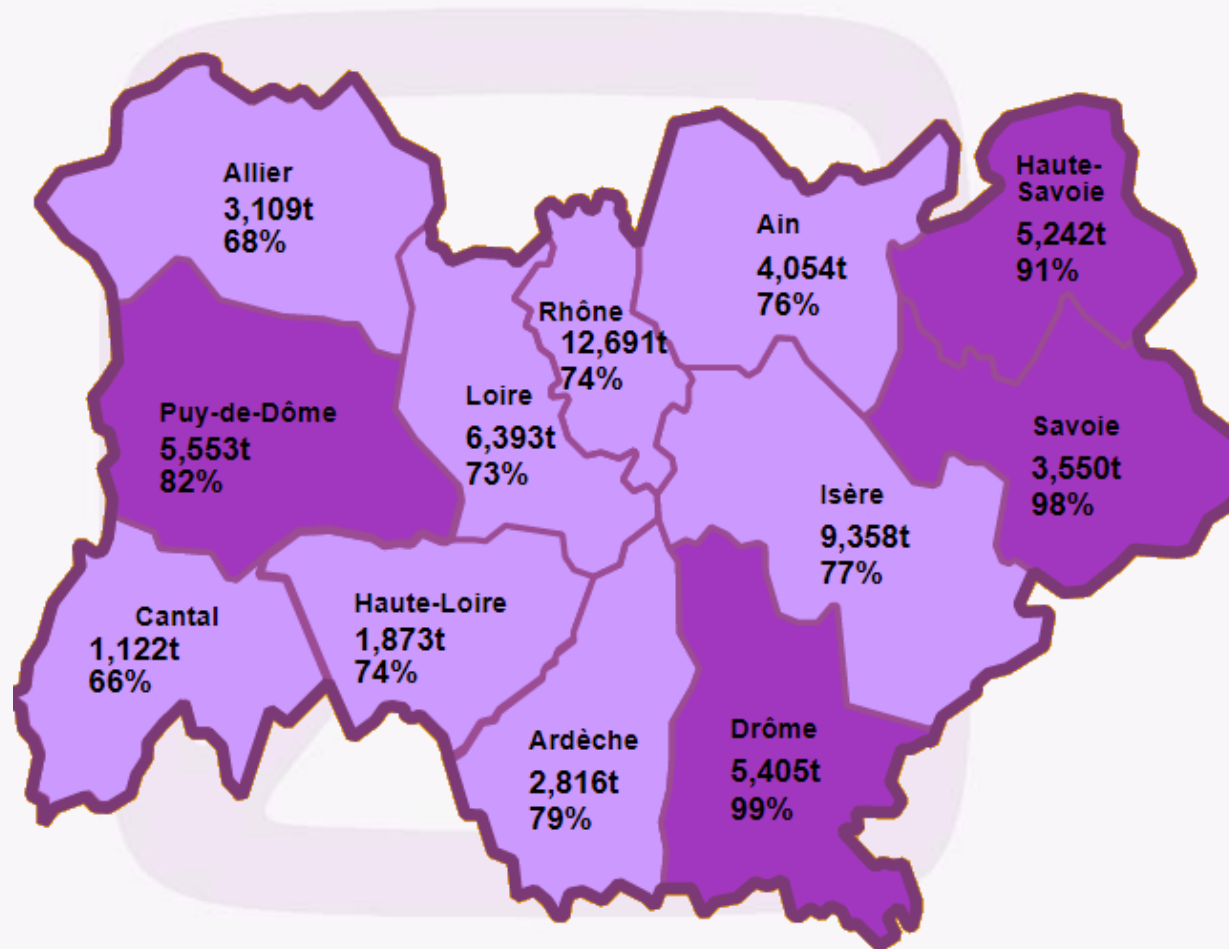 Allier
3,109t
68%
Haute-
Savoie
5,242t
91%
Ain
4,054t
76%
Rhône
12,691t
74%
Puy-de-Dôme
5,553t
82%
Loire
6,393t
73%
Savoie
3,550t
98%
Isère
9,358t
77%
Cantal
1,122t
66%
Haute-Loire
1,873t
74%
Ardèche
2,816t
79%
Drôme
5,405t
99%